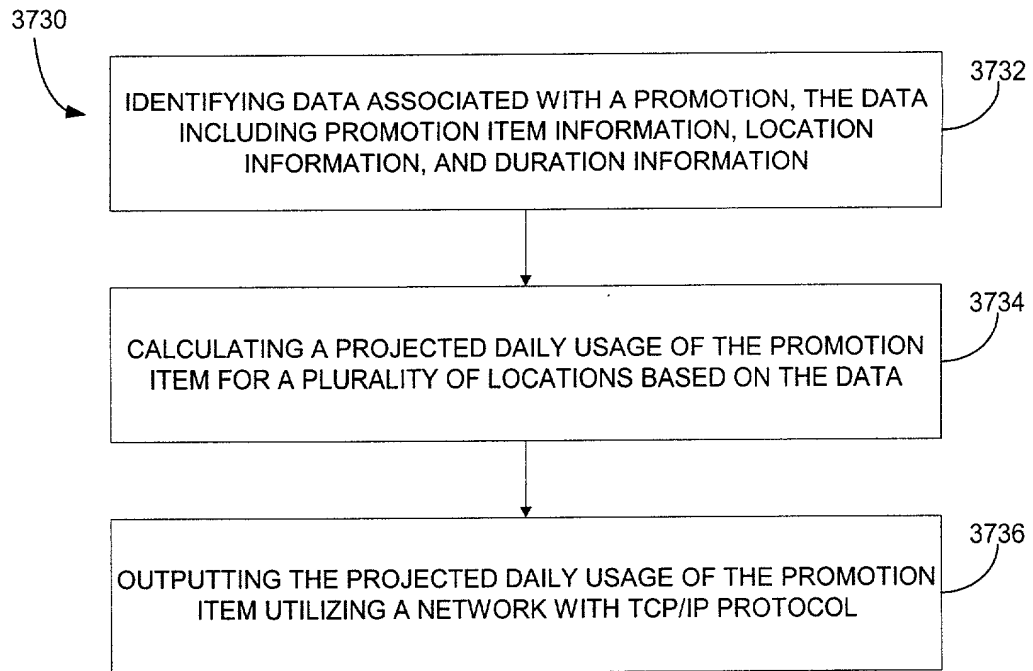 3730
3732
IDENTIFYING DATA ASSOCIATED WITH A PROMOTION, THE DATA
INCLUDING PROMOTION ITEM INFORMATION, LOCATION
INFORMATION, AND DURATION INFORMATION
3734
CALCULATING A PROJECTED DAILY USAGE OF THE PROMOTION
ITEM FOR A PLURALITY OF LOCATIONS BASED ON THE DATA
3736
OUTPUTTING THE PROJECTED DAILY USAGE OF THE PROMOTION
ITEM UTILIZING A NETWORK WITH TCP/IP PROTOCOL